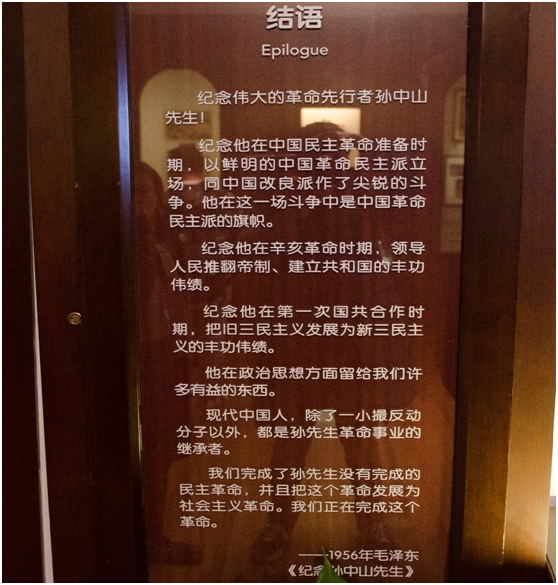 结语
Epilogue
纪念伟大的革命先行者孙中山
先生！
纪念他在中国民主革命准备时
期，以鲜明的中国革命民主派立
场，同中国改良派作了尖锐的斗
争。他在这一场斗争中是中国革命
民主派的旗帜。
纪念他在辛亥革命时期，领导
人民推翻帝制、建立共和国的丰功
伟绩。
纪念他在第一次国共合作时
期，把旧三民主义发展为新三民主
义的丰功伟绩。
他在政治思想方面留给我们许
多有益的东西。
现代中国人，除了一小撮反动
分子以外，都是孙先生革命事业的
继承者。
我们完成了孙先生没有完成的
民主革命，并且把这个革命发展为
社会主义革命。我们正在完成这个
革命。
——1956年毛泽东
《纪念孙中山先生》